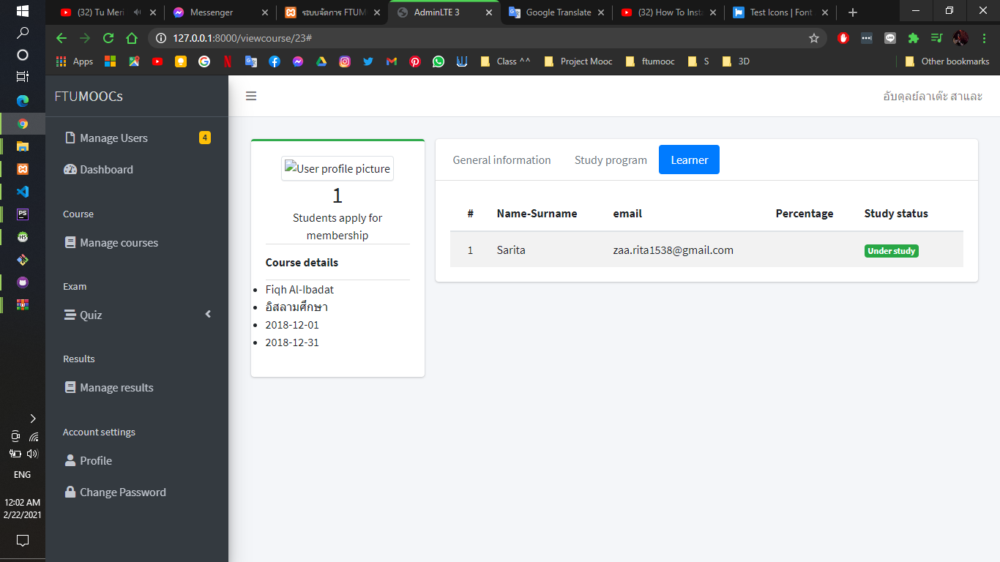 (32) Tu Meri
Messenger
ระบบจัดการ FTUM
AdminLTE 3
Google Translate
(32) How To Inst
Test Icons | Font
127.0.0.1:8000/viewcourse/23#
Apps
Class ^^
Project Mooc
ftumooc
S
3D
Other bookmarks
FTUMOOCs
อับดุลย์ลาเต๊ะ สาและ
Manage Users 4
Dashboard
Course
Manage courses
Exam
Quiz
Results
Manage results
Account settings
Profile
Change Password
User profile picture
1
Students apply for
membership
Course details
Fiqh Al-Ibadat
อิสลามศึกษา
2018-12-01
2018-12-31
General information Study program Learner
# Name-Surname email Percentage Study status
1 Sarita zaa.rita1538@gmail.com Under study
ENG
12:02 AM
2/22/2021